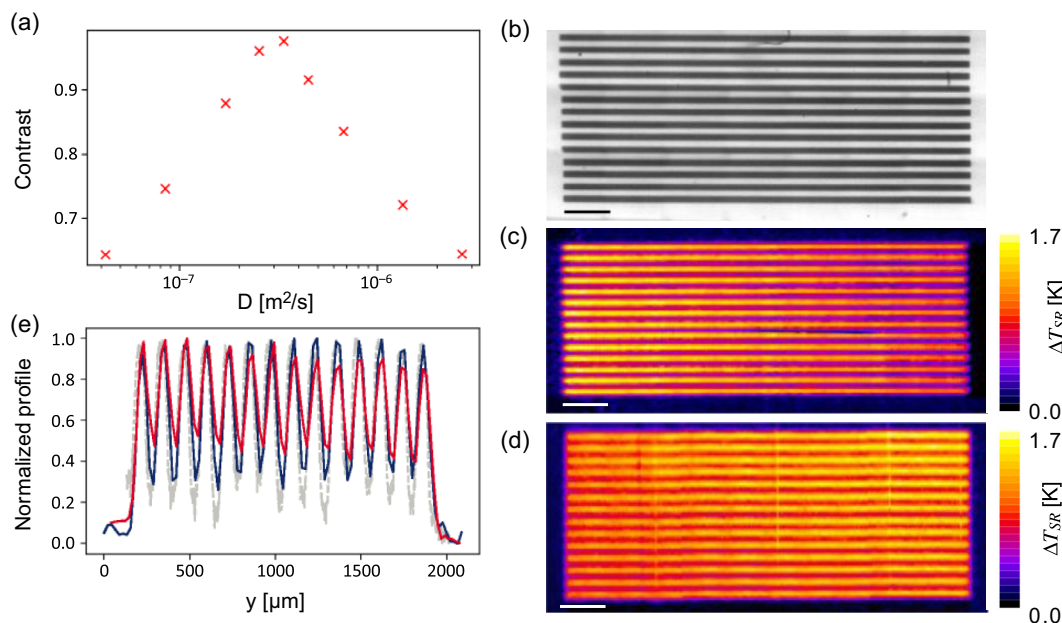 (a)
Contrast
0.9
0.8
0.7
10⁻⁷
10⁻⁶
D [m²/s]
(b)
(c)
1.7
ΔT_SR [K]
0.0
(d)
1.7
ΔT_SR [K]
0.0
(e)
Normalized profile
1.0
0.8
0.6
0.4
0.2
0.0
0
500
1000
1500
2000
y [µm]